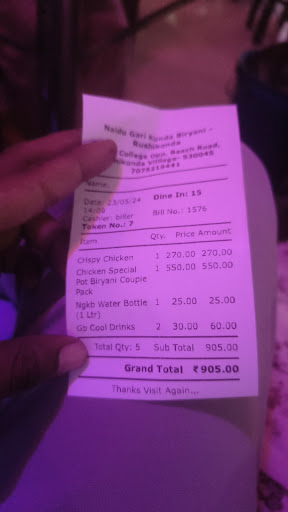 Naidu Gari Kunda Biryani -
Rushikonda
College opp, Beach Road,
Village- 530045
Name:
Date: 23/05/24
Dine In: 15
Cashier: biller
Bill No.: 1576
Token No.: 7
Item Qty. Price Amount
Crispy Chicken 1 270.00 270.00
Chicken Special 1 550.00 550.00
Pot Biryani Couple
Pack
Ngkb Water Bottle 1 25.00 25.00
(1 Ltr)
Gb Cool Drinks 2 30.00 60.00
Total Qty: 5 Sub Total 905.00
Grand Total ₹905.00
Thanks Visit Again...